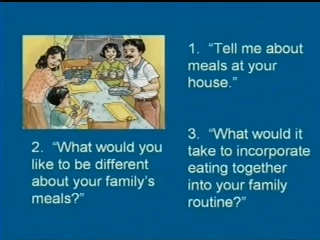 1. "Tell me about
meals at your
house."
2. "What would you
like to be different
about your family's
meals?"
3. "What would it
take to incorporate
eating together
into your family
routine?"